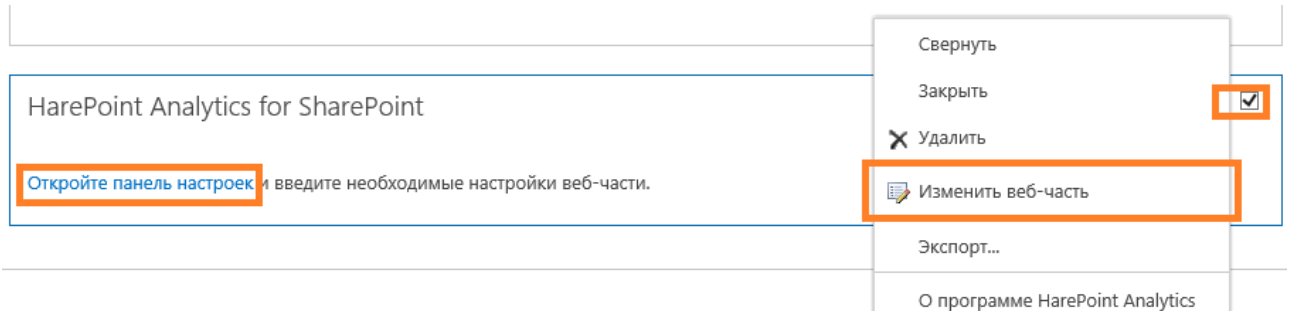 HarePoint Analytics for SharePoint
Откройте панель настроек и введите необходимые настройки веб-части.
Свернуть
Закрыть
Удалить
Изменить веб-часть
Экспорт...
О программе HarePoint Analytics